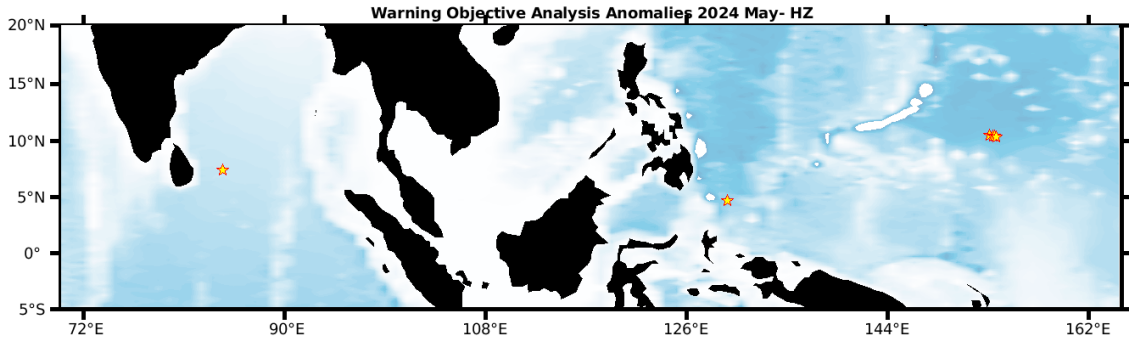 Warning Objective Analysis Anomalies 2024 May- HZ
20°N
15°N
10°N
5°N
0°
5°S
72°E 90°E 108°E 126°E 144°E 162°E